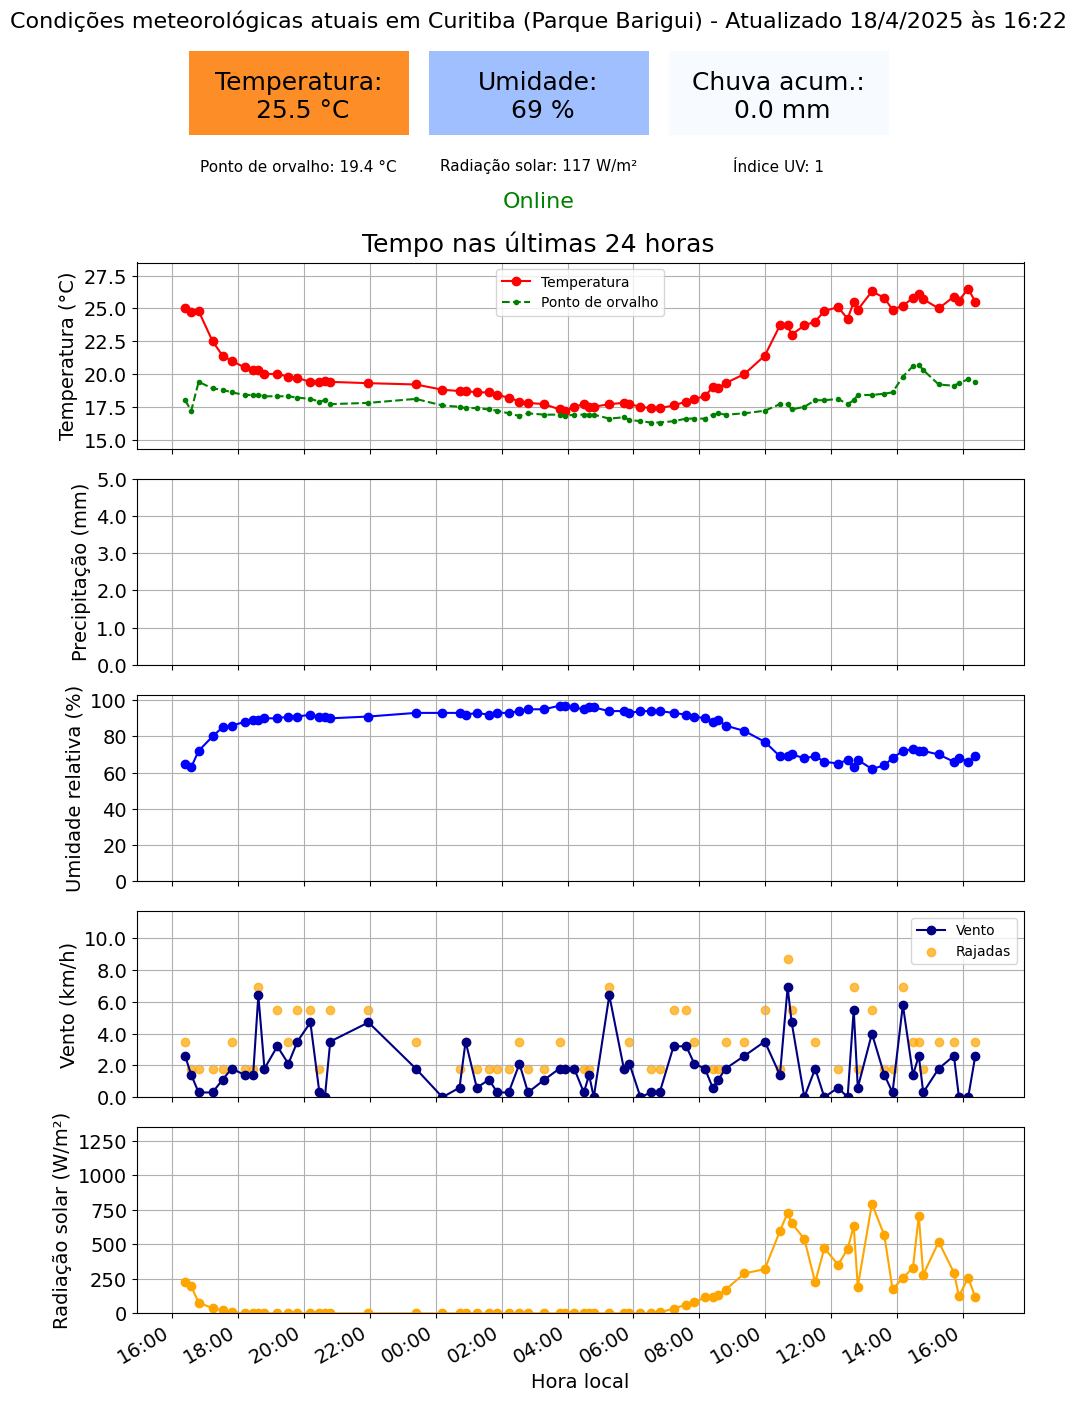 Condições meteorológicas atuais em Curitiba (Parque Barigui) - Atualizado 18/4/2025 às 16:22
Temperatura:
25.5 °C
Umidade:
69 %
Chuva acum.:
0.0 mm
Ponto de orvalho: 19.4 °C
Radiação solar: 117 W/m²
Índice UV: 1
Online
Tempo nas últimas 24 horas
Temperatura (°C)
27.5
25.0
22.5
20.0
17.5
15.0
Temperatura
Ponto de orvalho
Precipitação (mm)
5.0
4.0
3.0
2.0
1.0
0.0
Umidade relativa (%)
100
80
60
40
20
0
Vento (km/h)
10.0
8.0
6.0
4.0
2.0
0.0
Vento
Rajadas
Radiação solar (W/m²)
1250
1000
750
500
250
0
16:00
18:00
20:00
22:00
00:00
02:00
04:00
06:00
08:00
10:00
12:00
14:00
16:00
Hora local